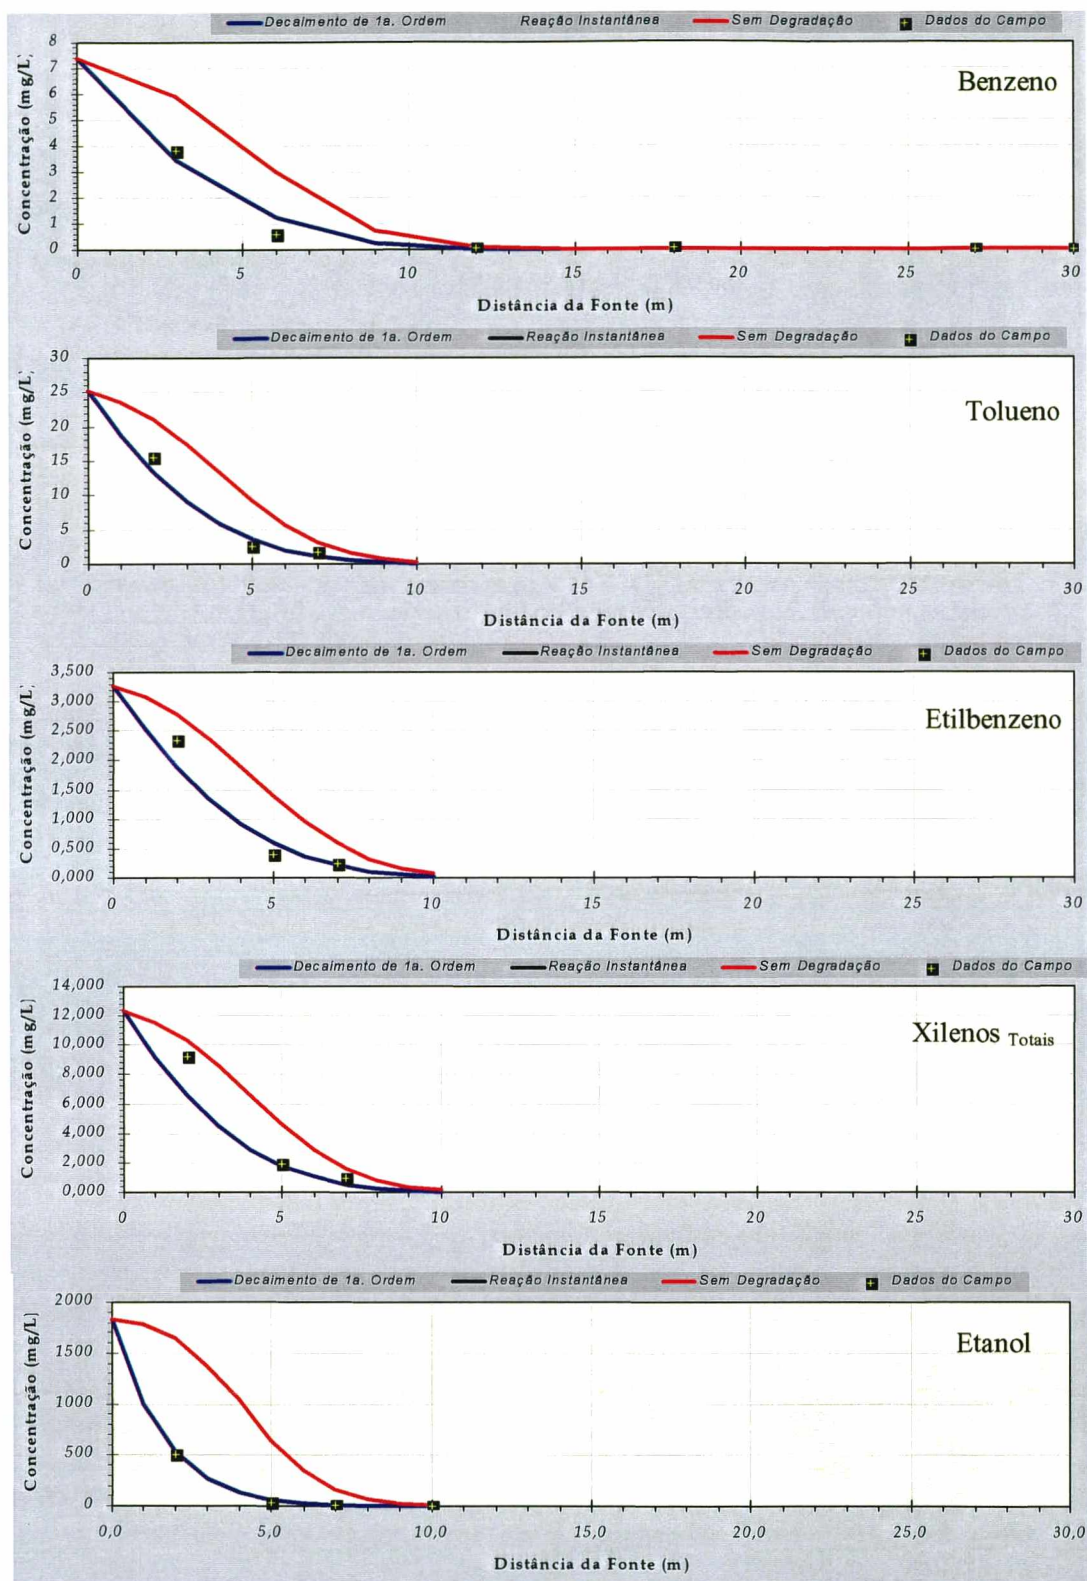 Decaimento de 1a. Ordem Reação Instantânea Sem Degradação Dados do Campo
Concentração (mg/L)
8
7
6
5
4
3
2
1
0
Benzeno
0 5 10 15 20 25 30
Distância da Fonte (m)
Decaimento de 1a. Ordem Reação Instantânea Sem Degradação Dados do Campo
Concentração (mg/L)
30
25
20
15
10
5
0
Tolueno
0 5 10 15 20 25 30
Distância da Fonte (m)
Decaimento de 1a. Ordem Reação Instantânea Sem Degradação Dados do Campo
Concentração (mg/L)
3,500
3,000
2,500
2,000
1,500
1,000
0,500
0,000
Etilbenzeno
0 5 10 15 20 25 30
Distância da Fonte (m)
Decaimento de 1a. Ordem Reação Instantânea Sem Degradação Dados do Campo
Concentração (mg/L)
14,000
12,000
10,000
8,000
6,000
4,000
2,000
0,000
Xilenos Totais
0 5 10 15 20 25 30
Distância da Fonte (m)
Decaimento de 1a. Ordem Reação Instantânea Sem Degradação Dados do Campo
Concentração (mg/L)
2000
1500
1000
500
0
Etanol
0,0 5,0 10,0 15,0 20,0 25,0 30,0
Distância da Fonte (m)